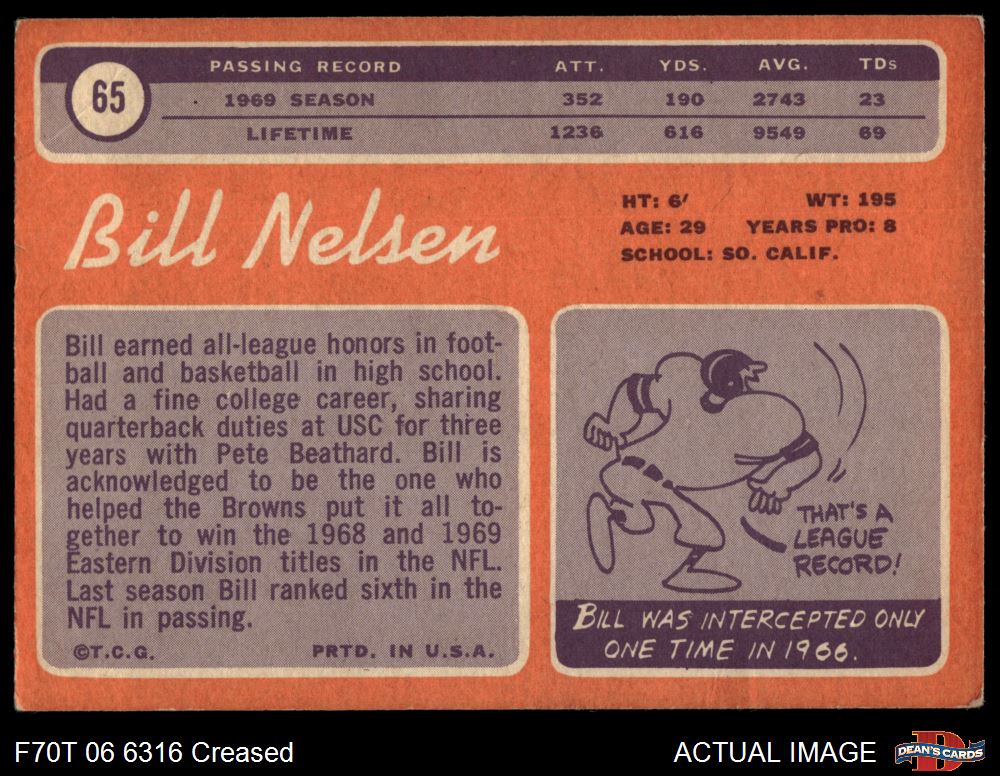 65
PASSING RECORD ATT. YDS. AVG. TDs
1969 SEASON 352 190 2743 23
LIFETIME 1236 616 9549 69
Bill Nelsen
HT: 6' WT: 195
AGE: 29 YEARS PRO: 8
SCHOOL: SO. CALIF.
Bill earned all-league honors in foot-
ball and basketball in high school.
Had a fine college career, sharing
quarterback duties at USC for three
years with Pete Beathard. Bill is
acknowledged to be the one who
helped the Browns put it all to-
gether to win the 1968 and 1969
Eastern Division titles in the NFL.
Last season Bill ranked sixth in the
NFL in passing.
©T.C.G. PRTD. IN U.S.A.
THAT'S A
LEAGUE
RECORD!
BILL WAS INTERCEPTED ONLY
ONE TIME IN 1966.
F70T 06 6316 Creased ACTUAL IMAGE
D
DEAN'S CARDS